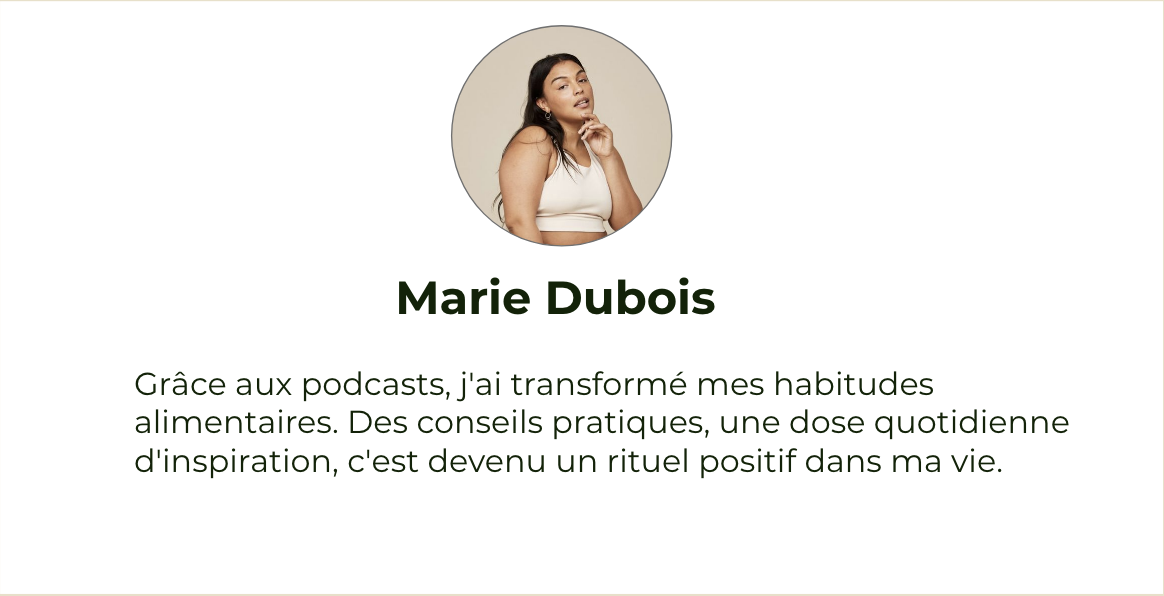 Marie Dubois
Grâce aux podcasts, j'ai transformé mes habitudes
alimentaires. Des conseils pratiques, une dose quotidienne
d'inspiration, c'est devenu un rituel positif dans ma vie.